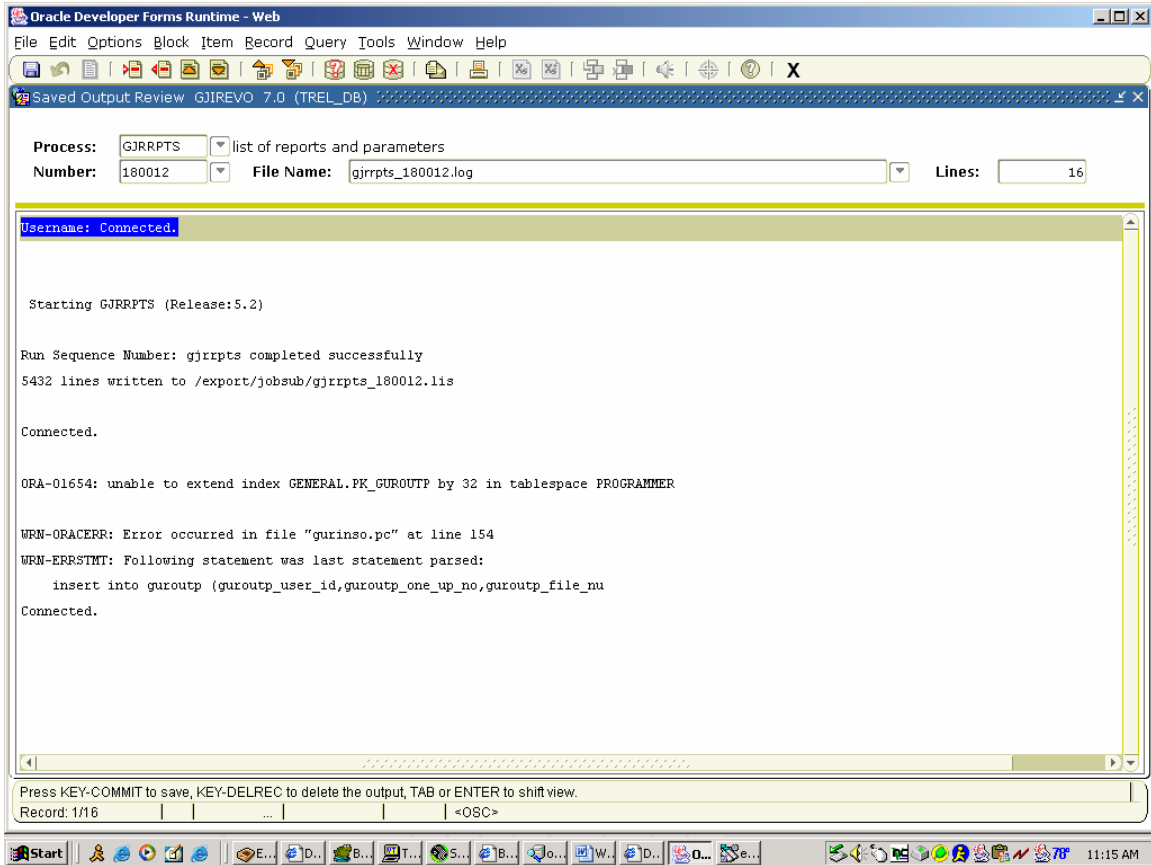 Oracle Developer Forms Runtime - Web
File Edit Options Block Item Record Query Tools Window Help
Saved Output Review GJIREVO 7.0 (TREL_DB)
Process: GJRRPTS list of reports and parameters
Number: 180012 File Name: gjrrpts_180012.log Lines: 16
Username: Connected.
Starting GJRRPTS (Release:5.2)
Run Sequence Number: gjrrpts completed successfully
5432 lines written to /export/jobsub/gjrrpts_180012.lis
Connected.
ORA-01654: unable to extend index GENERAL.PK_GUROUTP by 32 in tablespace PROGRAMMER
WRN-ORACERR: Error occurred in file "gurinso.pc" at line 154
WRN-ERRSTMT: Following statement was last statement parsed:
insert into guroutp (guroutp_user_id,guroutp_one_up_no,guroutp_file_nu
Connected.
Press KEY-COMMIT to save, KEY-DELREC to delete the output, TAB or ENTER to shift view.
Record: 1/16 ... <OSC>
Start E... D.. B... T... S... B... Jo... W.. D.. O... Se... 78° 11:15 AM